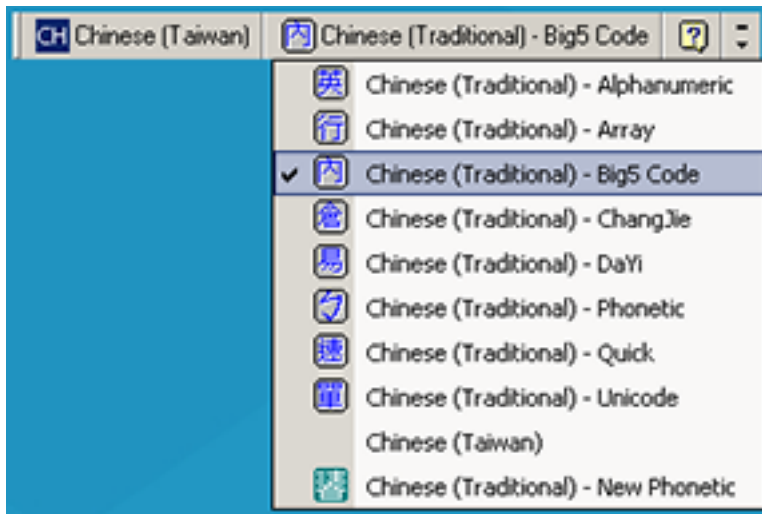 CH Chinese (Taiwan) 內 Chinese (Traditional) - Big5 Code ?
英 Chinese (Traditional) - Alphanumeric
行 Chinese (Traditional) - Array
內 Chinese (Traditional) - Big5 Code
倉 Chinese (Traditional) - ChangJie
易 Chinese (Traditional) - DaYi
ㄅ Chinese (Traditional) - Phonetic
速 Chinese (Traditional) - Quick
單 Chinese (Traditional) - Unicode
Chinese (Taiwan)
Chinese (Traditional) - New Phonetic